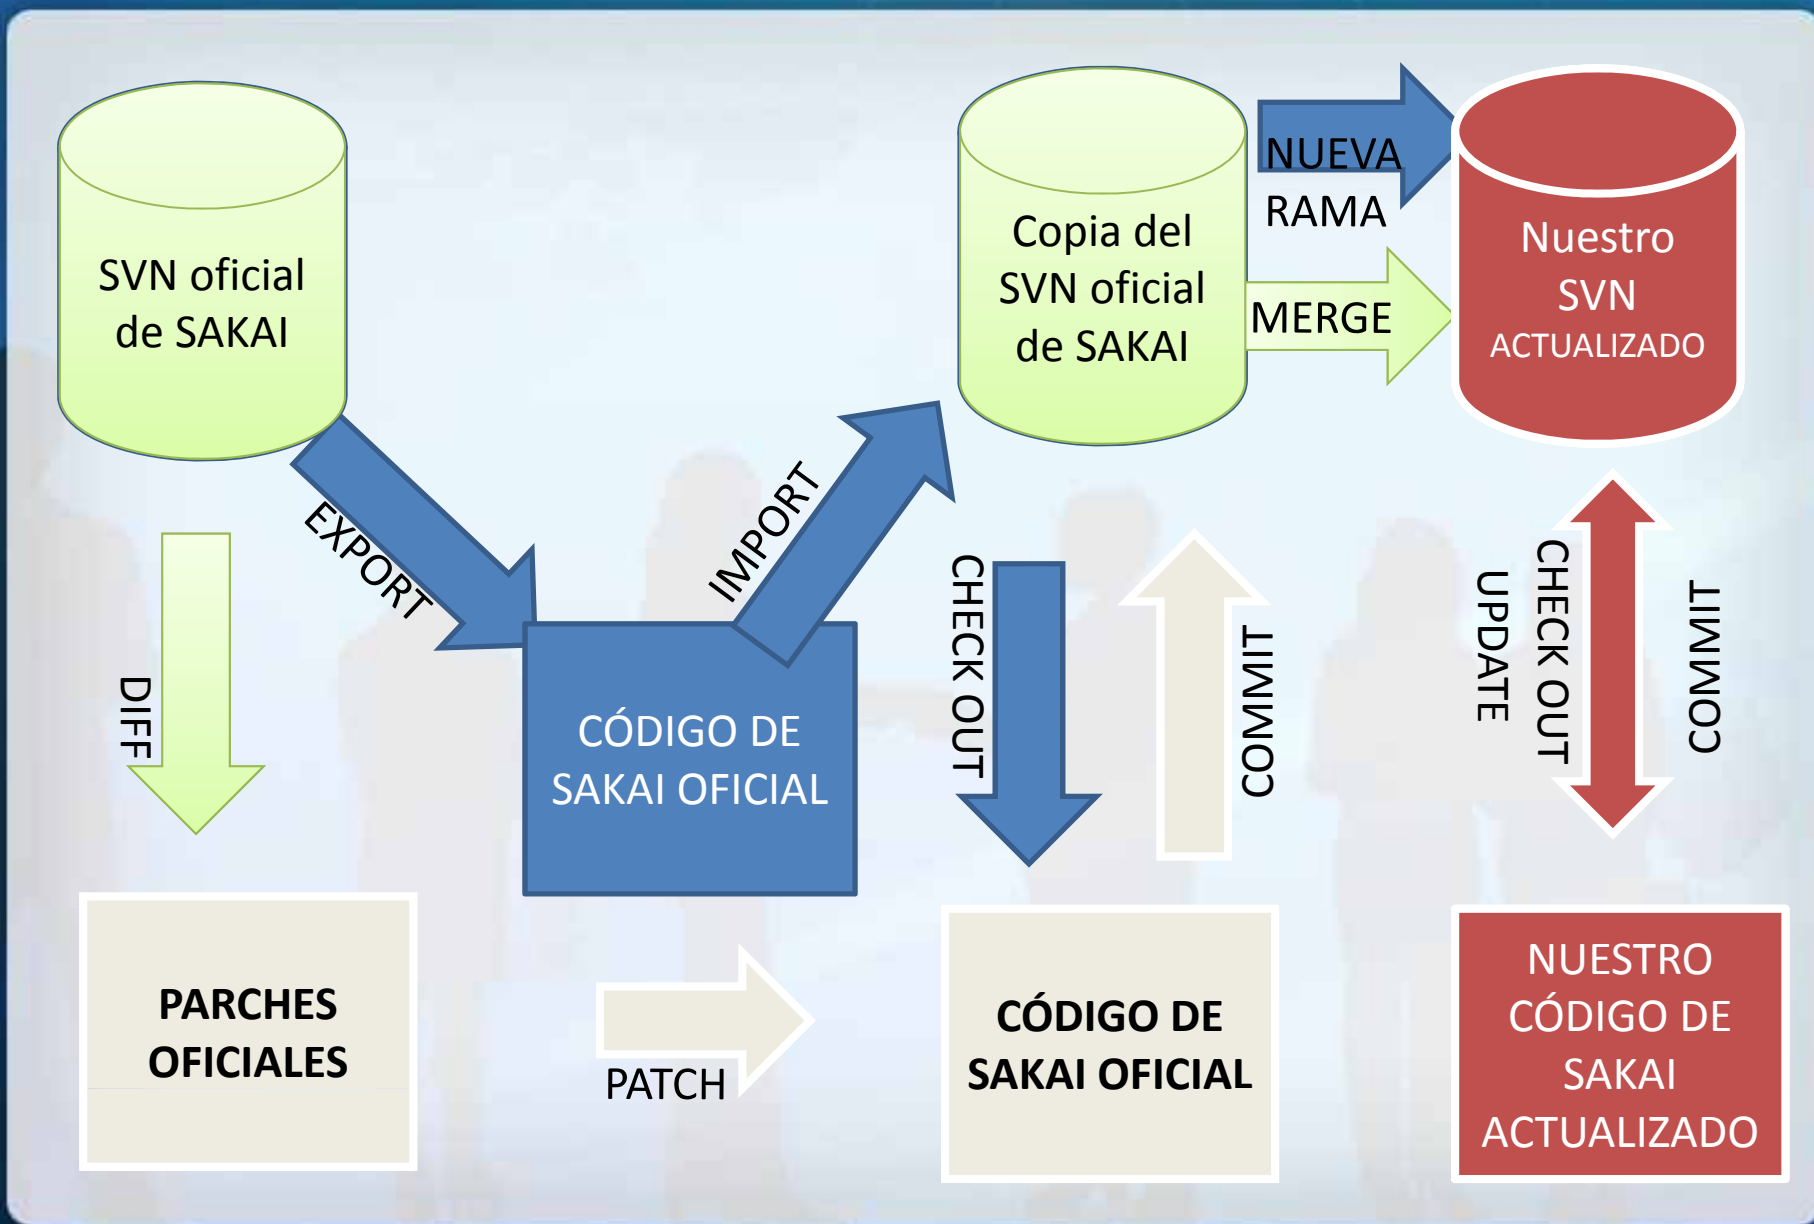 SVN oficial
de SAKAI
Copia del
SVN oficial
de SAKAI
NUEVA
RAMA
MERGE
Nuestro
SVN
ACTUALIZADO
EXPORT
IMPORT
DIFF
CÓDIGO DE
SAKAI OFICIAL
CHECK OUT
COMMIT
UPDATE
CHECK OUT
COMMIT
PARCHES
OFICIALES
PATCH
CÓDIGO DE
SAKAI OFICIAL
NUESTRO
CÓDIGO DE
SAKAI
ACTUALIZADO